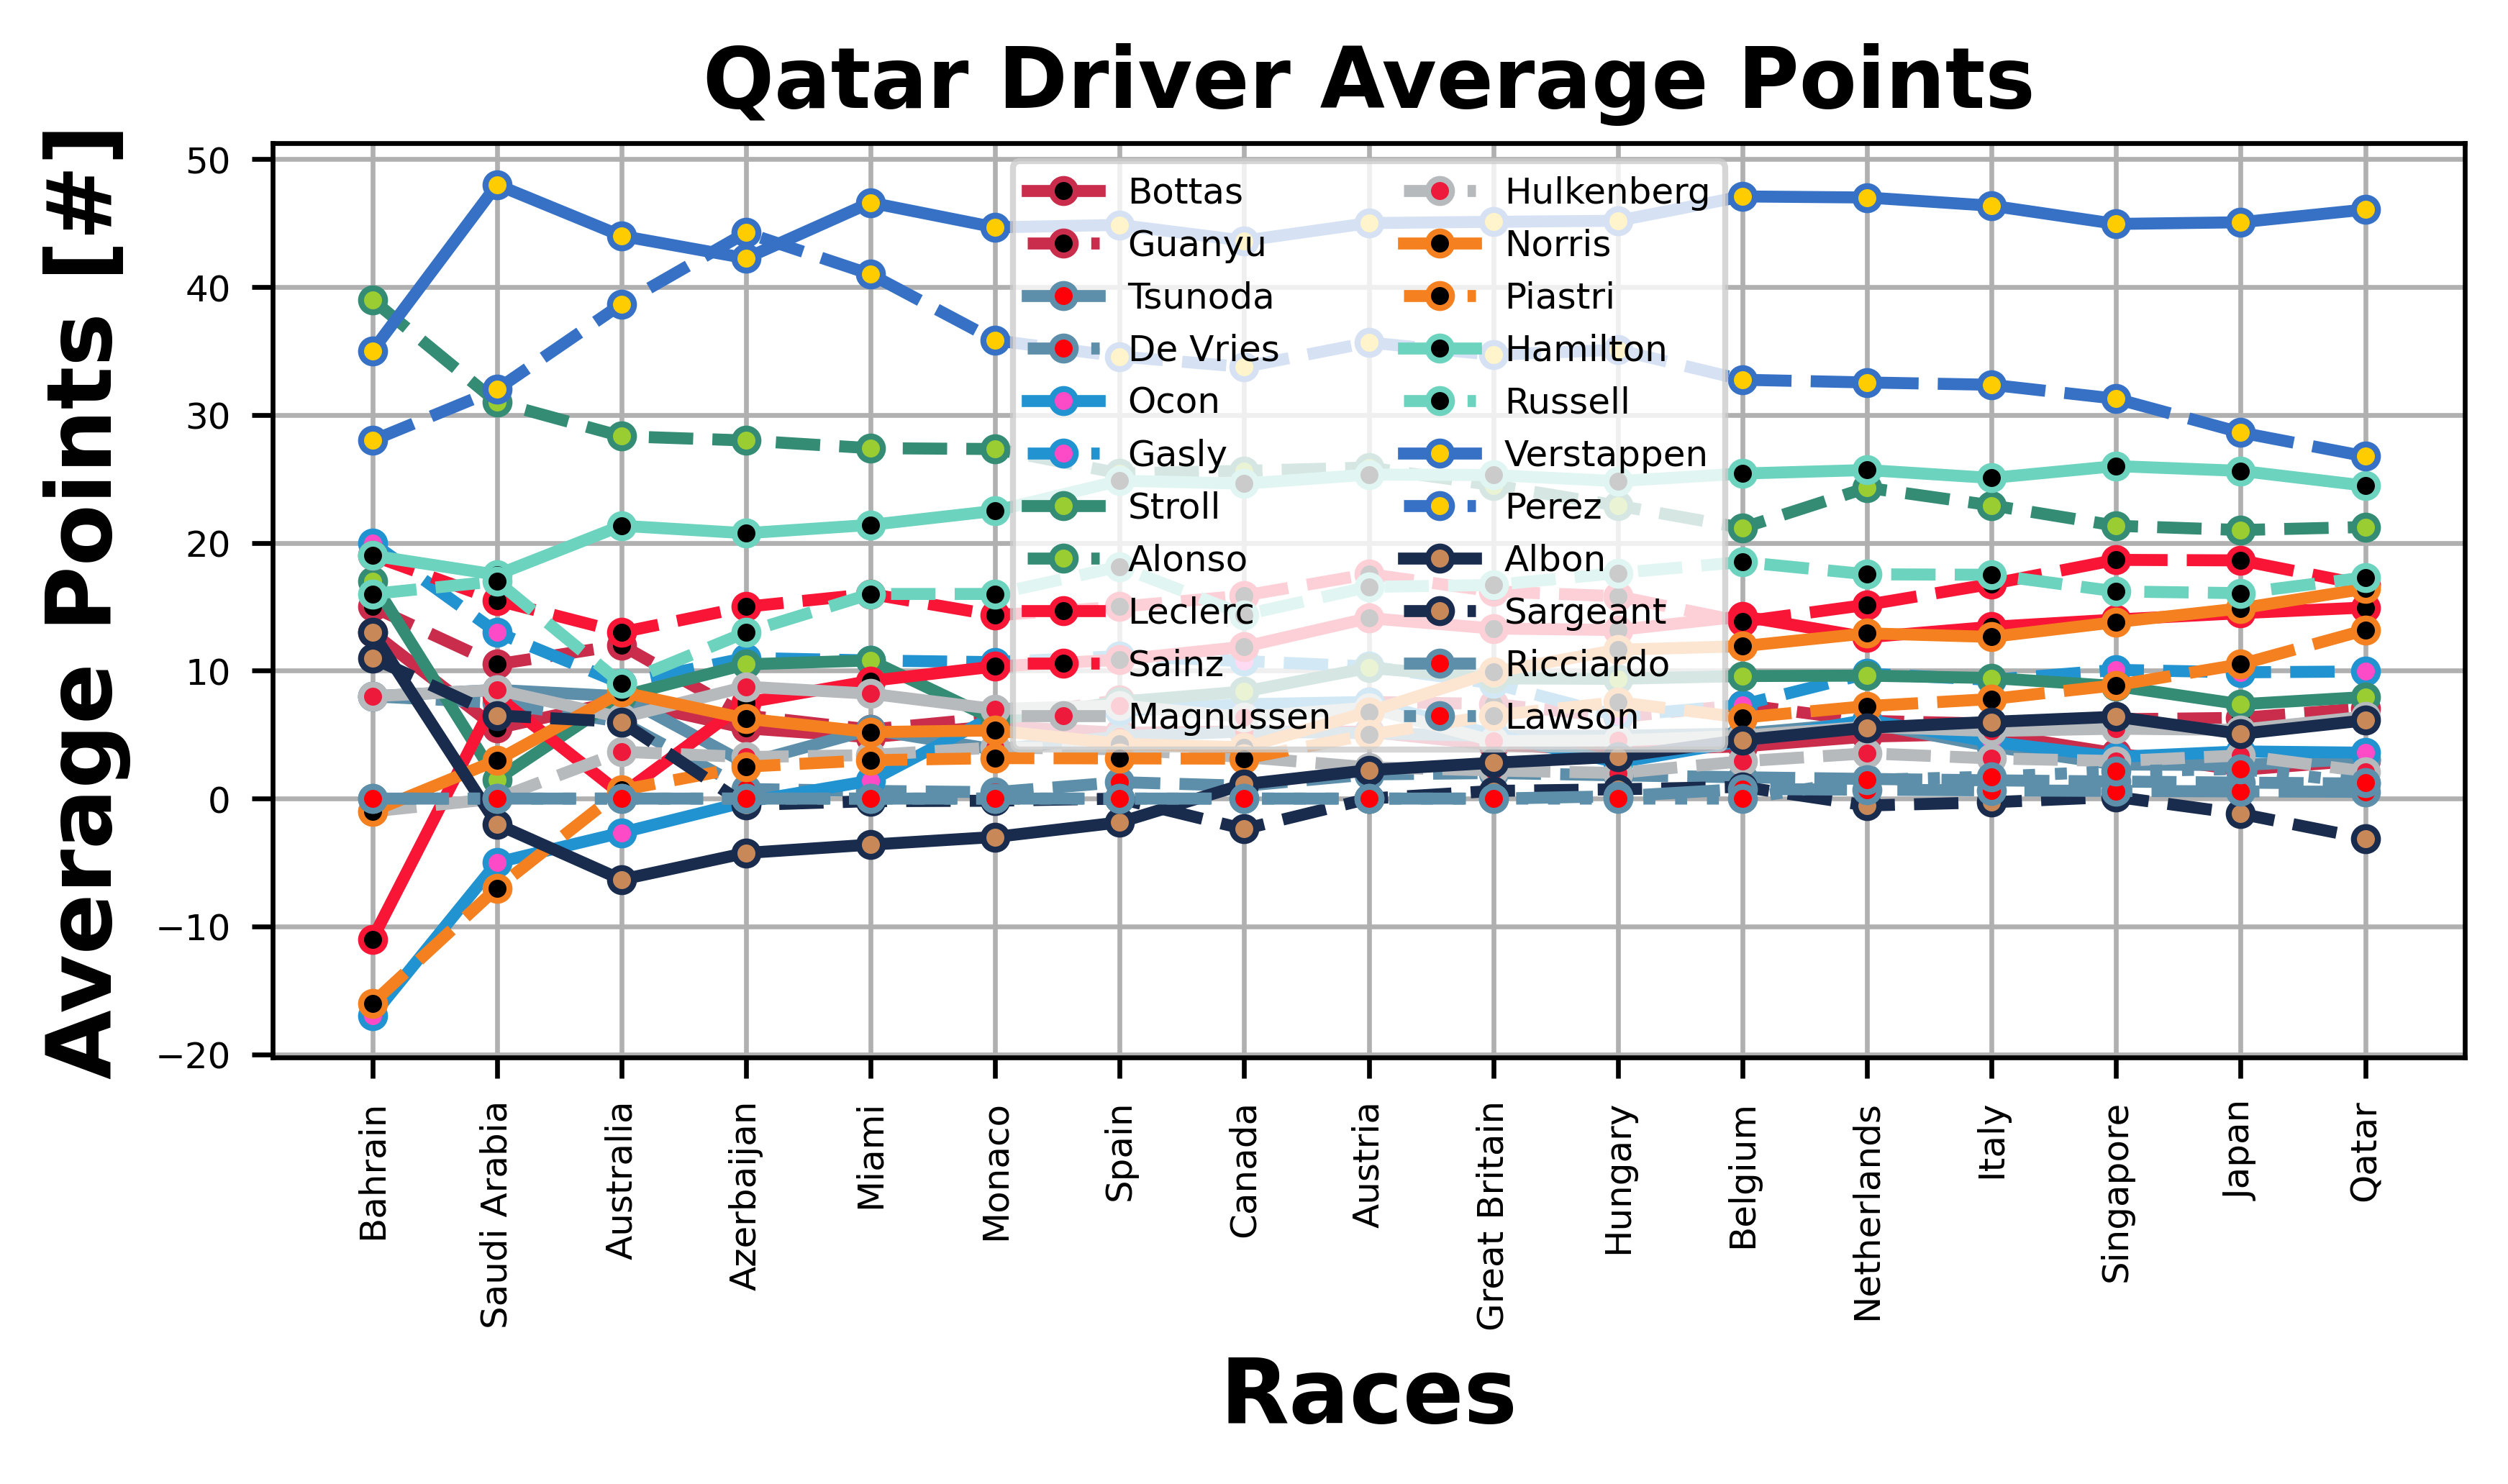 Qatar Driver Average Points
Average Points [#]
50
40
30
20
10
0
−10
−20
Bottas
Guanyu
Tsunoda
De Vries
Ocon
Gasly
Stroll
Alonso
Leclerc
Sainz
Magnussen
Hulkenberg
Norris
Piastri
Hamilton
Russell
Verstappen
Perez
Albon
Sargeant
Ricciardo
Lawson
Bahrain
Saudi Arabia
Australia
Azerbaijan
Miami
Monaco
Spain
Canada
Austria
Great Britain
Hungary
Belgium
Netherlands
Italy
Singapore
Japan
Qatar
Races